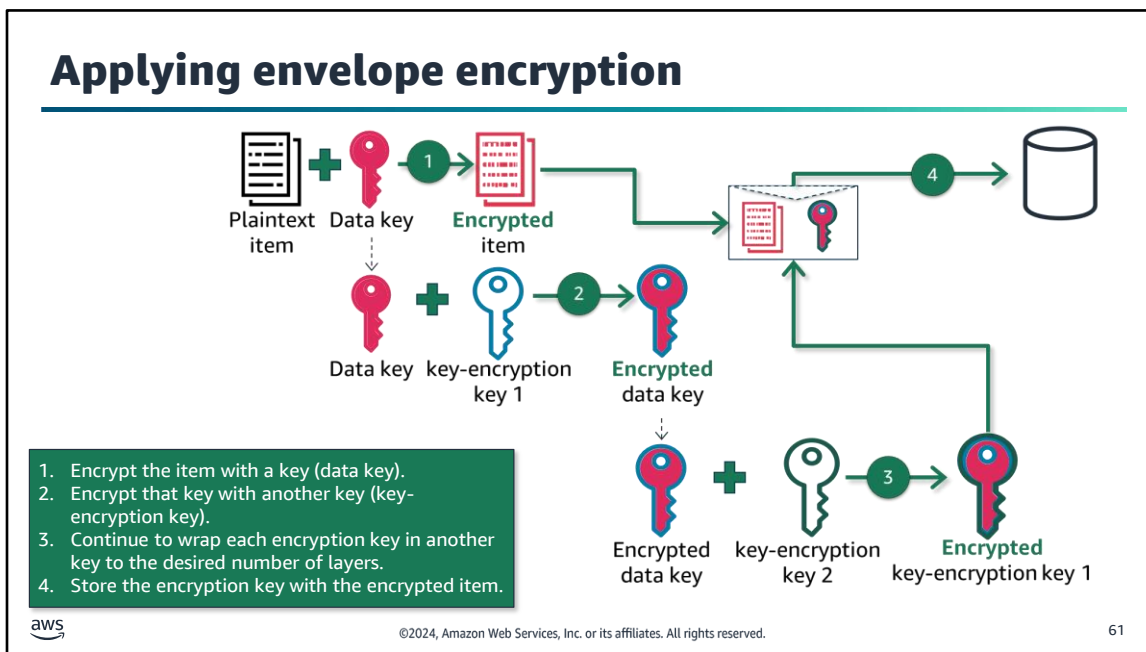 Applying envelope encryption
1
4
Plaintext
item
Data key
Encrypted
item
2
Data key
key-encryption
key 1
Encrypted
data key
3
Encrypted
data key
key-encryption
key 2
Encrypted
key-encryption key 1
1. Encrypt the item with a key (data key).
2. Encrypt that key with another key (key-
encryption key).
3. Continue to wrap each encryption key in another
key to the desired number of layers.
4. Store the encryption key with the encrypted item.
aws
©2024, Amazon Web Services, Inc. or its affiliates. All rights reserved.
61